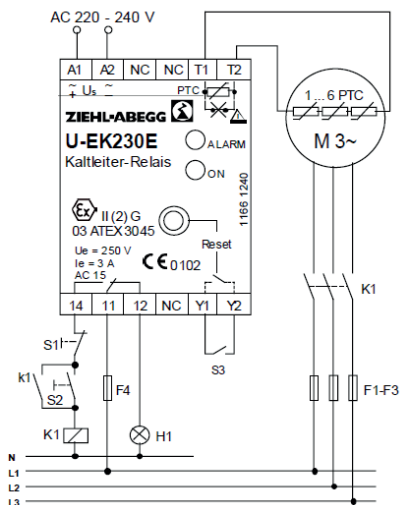 AC 220 - 240 V
A1 A2 NC NC T1 T2
+ Us −
PTC
ZIEHL-ABEGG
U-EK230E
Kaltleiter-Relais
ALARM
ON
1166 1240
Ex II (2) G
03 ATEX 3045
Ue = 250 V
Ie = 3 A
AC 15
CE 0102
Reset
14 11 12 NC Y1 Y2
1 ... 6 PTC
M 3~
K1
S1
k1
S2
F4
S3
F1-F3
K1
H1
N
L1
L2
L3